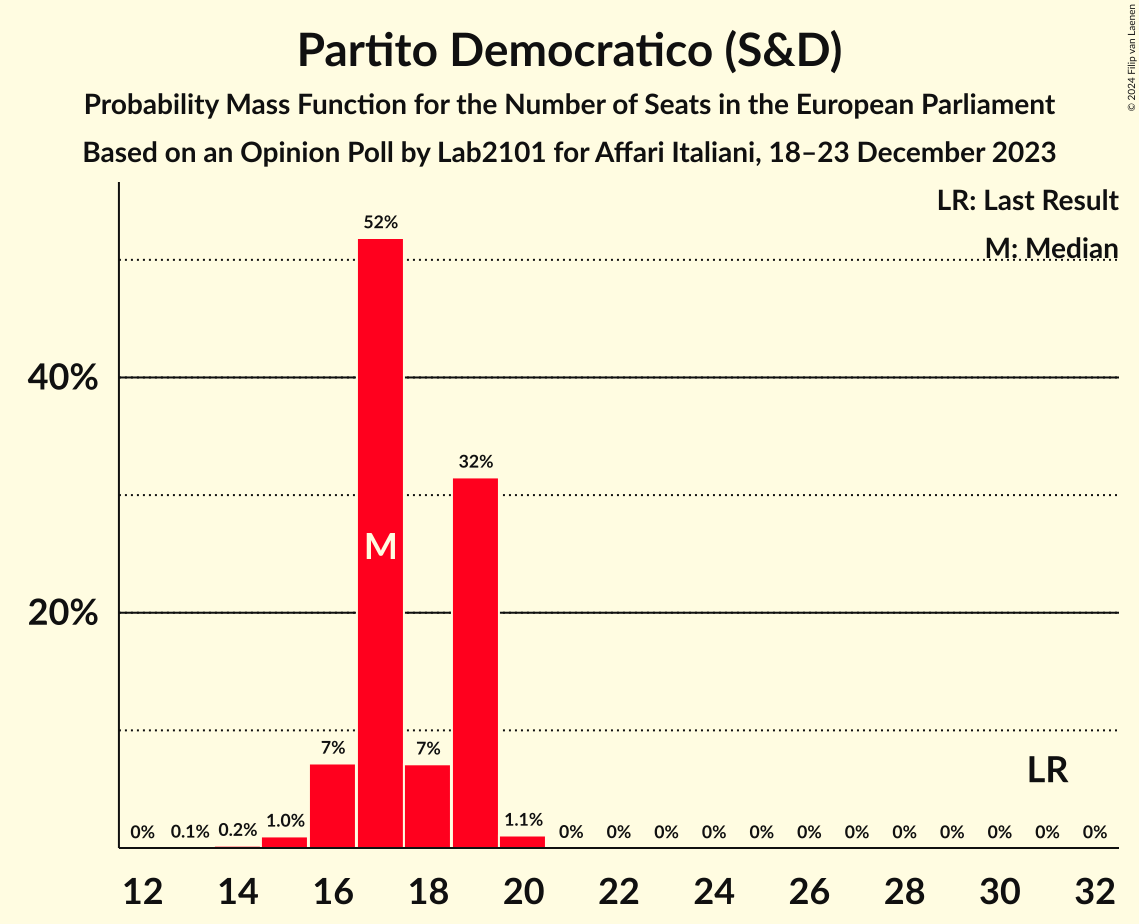 Partito Democratico (S&D)
Probability Mass Function for the Number of Seats in the European Parliament
Based on an Opinion Poll by Lab2101 for Affari Italiani, 18–23 December 2023
© 2024 Filip van Laenen
LR: Last Result
M: Median
40%
20%
0% 0.1% 0.2% 1.0% 7% 52% 7% 32% 1.1% 0% 0% 0% 0% 0% 0% 0% 0% 0% 0% 0% 0%
M
LR
12 14 16 18 20 22 24 26 28 30 32